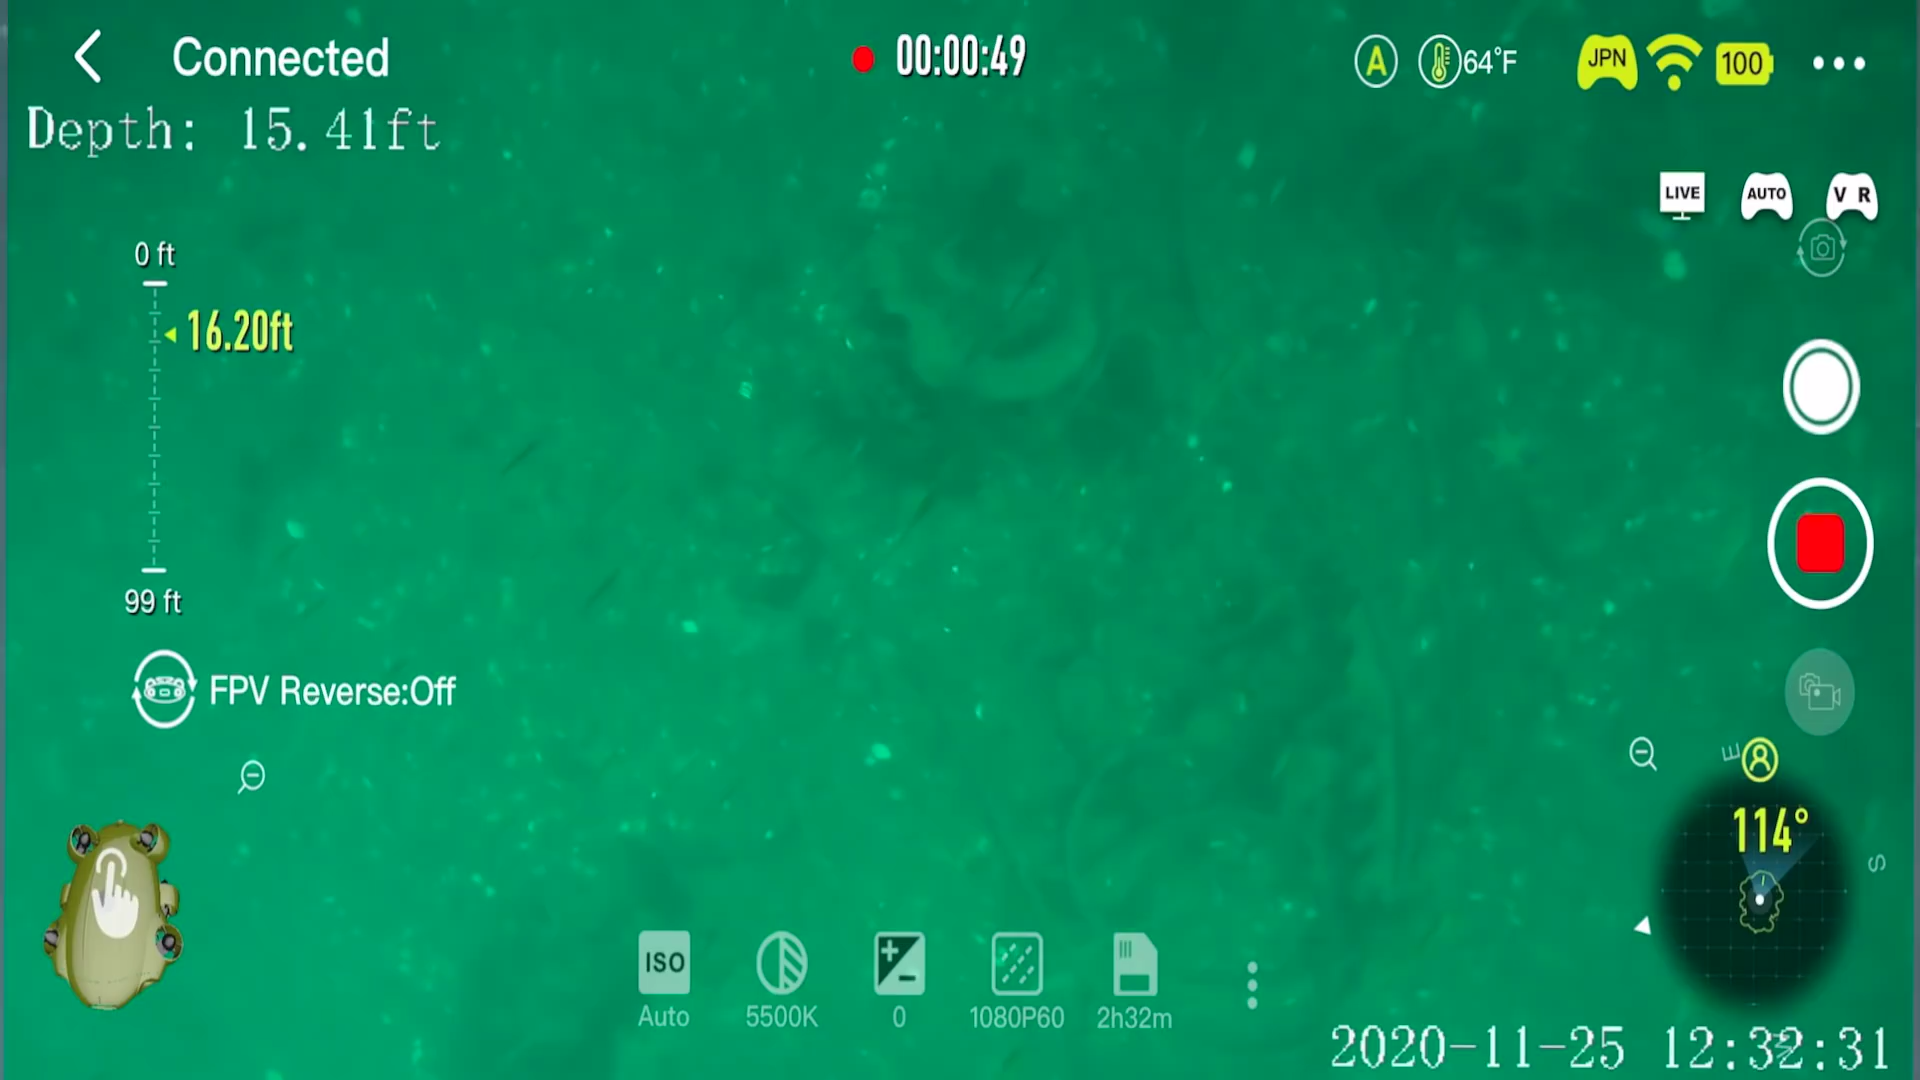 Connected
00:00:49
A
64°F
JPN
100
Depth: 15.41ft
LIVE
AUTO
V R
0 ft
16.20ft
99 ft
FPV Reverse:Off
E
114°
S
ISO
Auto
5500K
0
1080P60
2h32m
2020-11-25 12:32:31